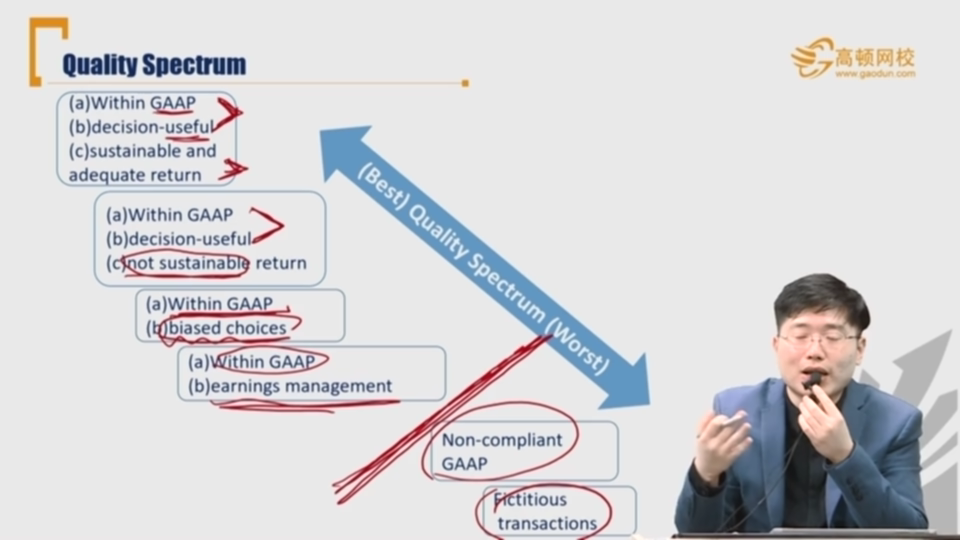 Quality Spectrum
高顿网校
www.gaodun.com
(a)Within GAAP
(b)decision-useful
(c)sustainable and
adequate return
(a)Within GAAP
(b)decision-useful
(c)not sustainable return
(a)Within GAAP
(b)biased choices
(a)Within GAAP
(b)earnings management
(Best) Quality Spectrum (Worst)
Non-compliant
GAAP
Fictitious
transactions